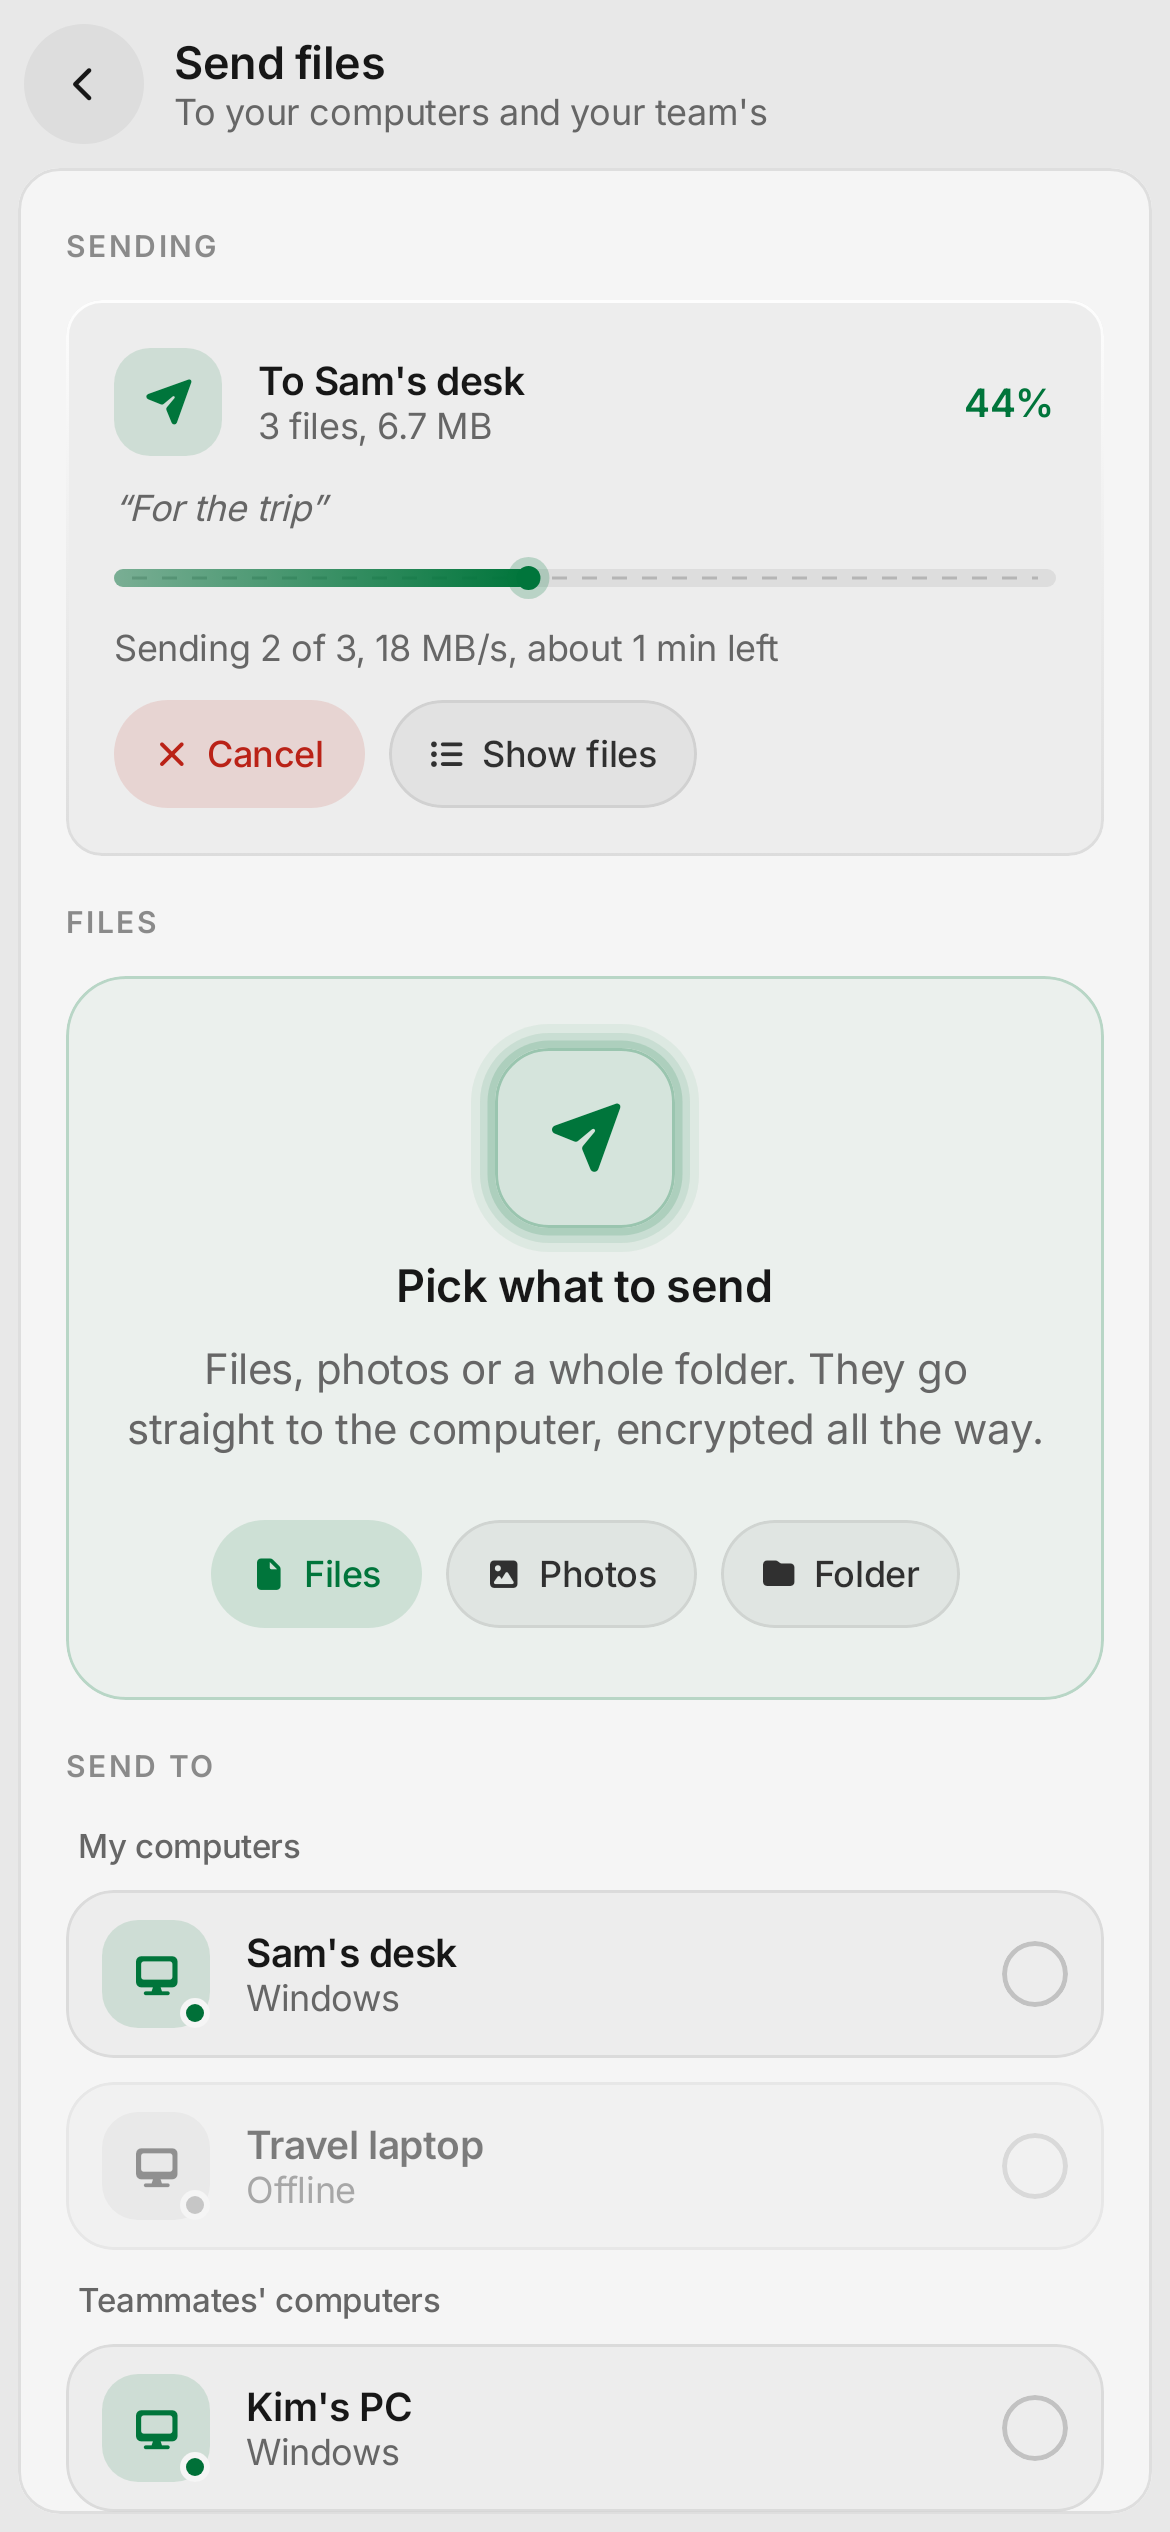 Send files
To your computers and your team's
SENDING
To Sam's desk
3 files, 6.7 MB
44%
“For the trip”
Sending 2 of 3, 18 MB/s, about 1 min left
Cancel
Show files
FILES
Pick what to send
Files, photos or a whole folder. They go
straight to the computer, encrypted all the way.
Files
Photos
Folder
SEND TO
My computers
Sam's desk
Windows
Travel laptop
Offline
Teammates' computers
Kim's PC
Windows